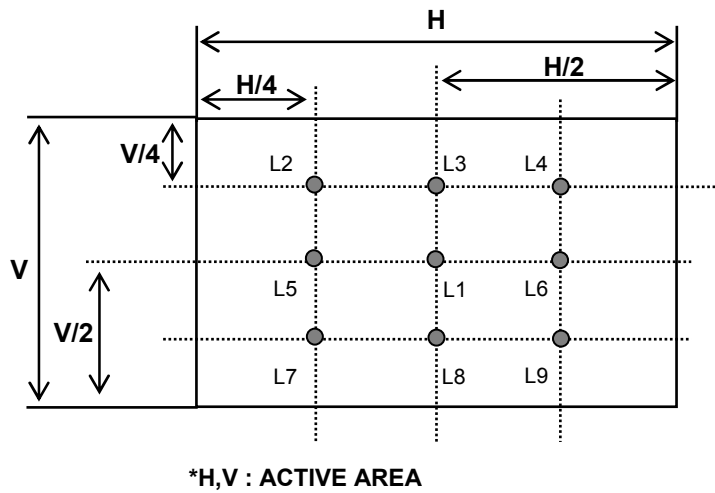 H
H/4
H/2
V/4
L2 L3 L4
V
L5 L1 L6
V/2
L7 L8 L9
*H,V : ACTIVE AREA